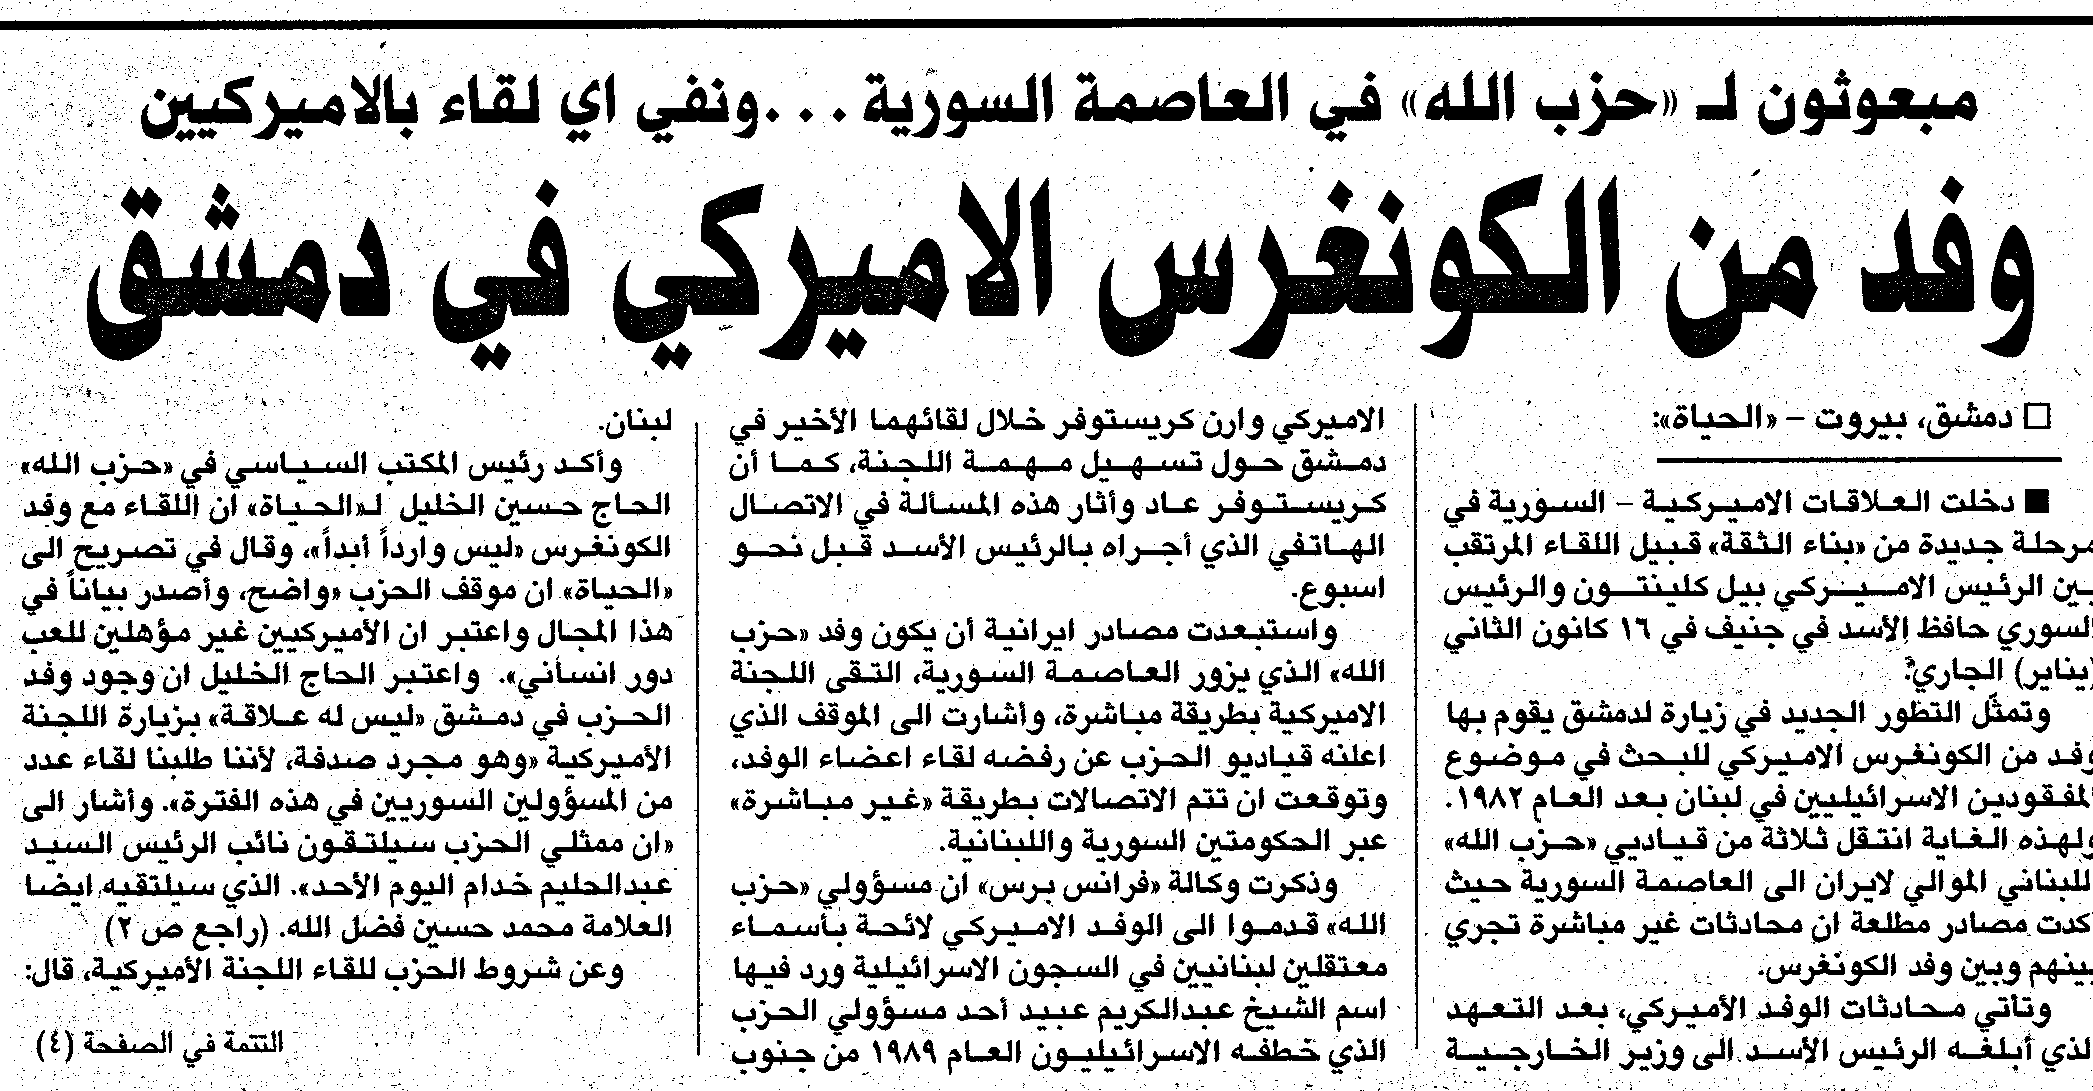 مبعوثون لـ «حزب الله» في العاصمة السورية . . .ونفي اي لقاء بالاميركيين
وفد من الكونغرس الاميركي في دمشق
□ دمشق، بيروت – «الحياة»:
■ دخلت العلاقات الاميركية – السورية في
مرحلة جديدة من «بناء الثقة» قبيل اللقاء المرتقب
بين الرئيس الاميركي بيل كلينتون والرئيس
السوري حافظ الأسد في جنيف في ١٦ كانون الثاني
(يناير) الجاري.
وتمثّل التطور الجديد في زيارة لدمشق يقوم بها
وفد من الكونغرس الاميركي للبحث في موضوع
المفقودين الاسرائيليين في لبنان بعد العام ١٩٨٢.
ولهذه الغاية انتقل ثلاثة من قياديي «حزب الله»
اللبناني الموالي لايران الى العاصمة السورية حيث
أكدت مصادر مطلعة ان محادثات غير مباشرة تجري
بينهم وبين وفد الكونغرس.
وتأتي محادثات الوفد الأميركي، بعد التعهد
الذي أبلغه الرئيس الأسد الى وزير الخارجية
الاميركي وارن كريستوفر خلال لقائهما الأخير في
دمشق حول تسهيل مهمة اللجنة، كما أن
كريستوفر عاد وأثار هذه المسألة في الاتصال
الهاتفي الذي أجراه بالرئيس الأسد قبل نحو
اسبوع.
واستبعدت مصادر ايرانية أن يكون وفد «حزب
الله» الذي يزور العاصمة السورية، التقى اللجنة
الاميركية بطريقة مباشرة، وأشارت الى الموقف الذي
اعلنه قياديو الحزب عن رفضه لقاء اعضاء الوفد،
وتوقعت ان تتم الاتصالات بطريقة «غير مباشرة»
عبر الحكومتين السورية واللبنانية.
وذكرت وكالة «فرانس برس» ان مسؤولي «حزب
الله» قدموا الى الوفد الاميركي لائحة بأسماء
معتقلين لبنانيين في السجون الاسرائيلية ورد فيها
اسم الشيخ عبدالكريم عبيد أحد مسؤولي الحزب
الذي خطفه الاسرائيليون العام ١٩٨٩ من جنوب
لبنان.
وأكد رئيس المكتب السياسي في «حزب الله»
الحاج حسين الخليل لـ«الحياة» ان اللقاء مع وفد
الكونغرس «ليس وارداً أبداً»، وقال في تصريح الى
«الحياة» ان موقف الحزب «واضح، وأصدر بياناً في
هذا المجال واعتبر ان الأميركيين غير مؤهلين للعب
دور انساني». واعتبر الحاج الخليل ان وجود وفد
الحزب في دمشق «ليس له علاقة» بزيارة اللجنة
الأميركية «وهو مجرد صدفة، لأننا طلبنا لقاء عدد
من المسؤولين السوريين في هذه الفترة». وأشار الى
«ان ممثلي الحزب سيلتقون نائب الرئيس السيد
عبدالحليم خدام اليوم الأحد». الذي سيلتقيه ايضا
العلامة محمد حسين فضل الله. (راجع ص ٢)
وعن شروط الحزب للقاء اللجنة الأميركية، قال:
التتمة في الصفحة (٤)